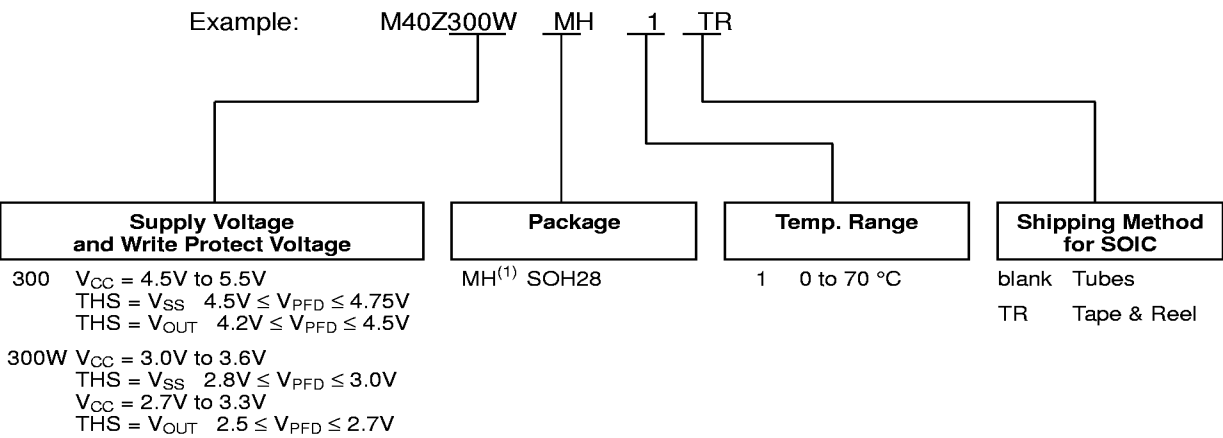 Example: M40Z300W MH 1 TR
Supply Voltage
and Write Protect Voltage
300 VCC = 4.5V to 5.5V
THS = VSS 4.5V ≤ VPFD ≤ 4.75V
THS = VOUT 4.2V ≤ VPFD ≤ 4.5V
300W VCC = 3.0V to 3.6V
THS = VSS 2.8V ≤ VPFD ≤ 3.0V
VCC = 2.7V to 3.3V
THS = VOUT 2.5 ≤ VPFD ≤ 2.7V
Package
MH(1) SOH28
Temp. Range
1 0 to 70 °C
Shipping Method
for SOIC
blank Tubes
TR Tape & Reel